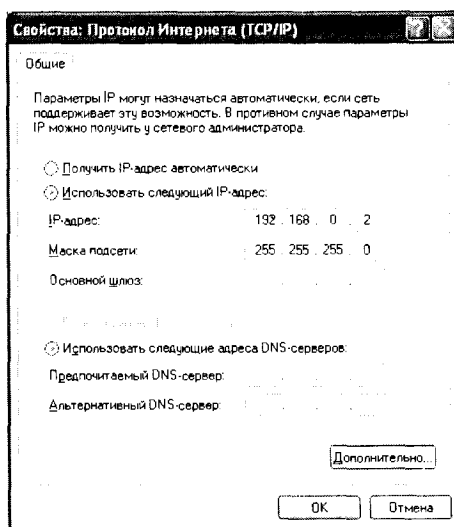 Свойства: Протокол Интернета (TCP/IP)
Общие
Параметры IP могут назначаться автоматически, если сеть
поддерживает эту возможность. В противном случае параметры
IP можно получить у сетевого администратора.
Получить IP-адрес автоматически
Использовать следующий IP-адрес:
IP-адрес: 192 . 168 . 0 . 2
Маска подсети: 255 . 255 . 255 . 0
Основной шлюз: . . .
Использовать следующие адреса DNS-серверов:
Предпочитаемый DNS-сервер: . . .
Альтернативный DNS-сервер: . . .
Дополнительно...
OK Отмена